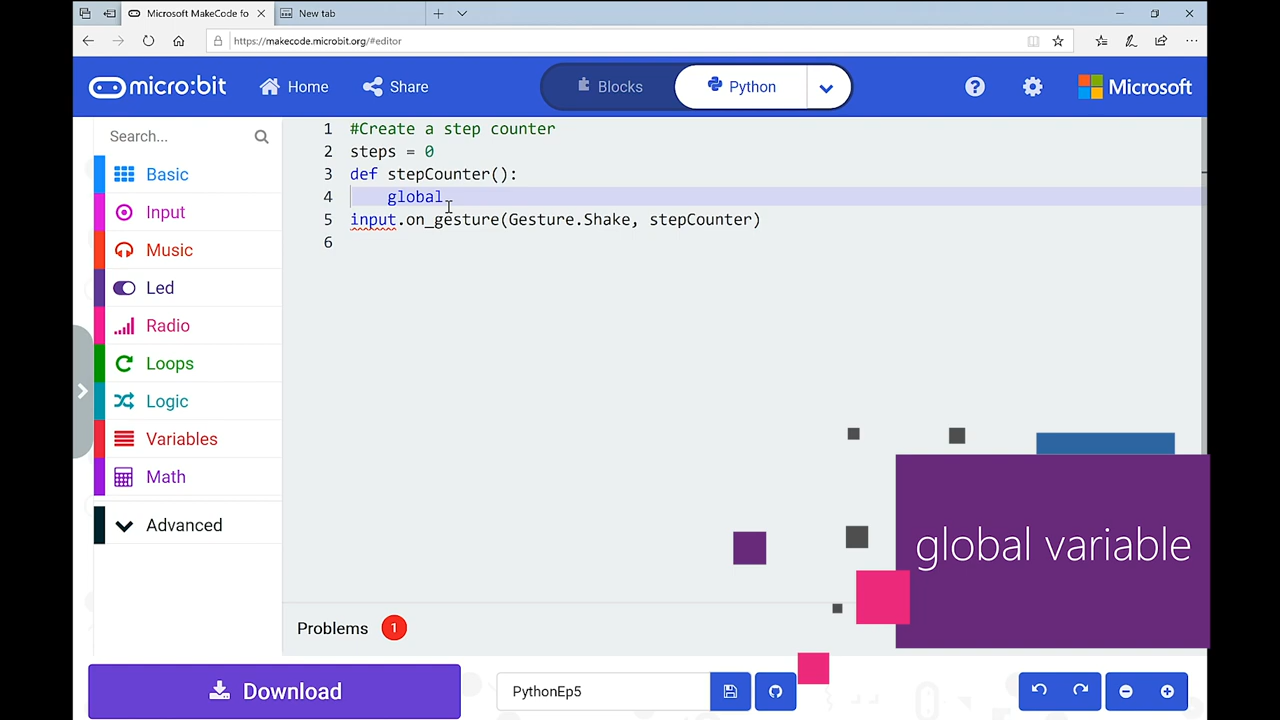 Microsoft MakeCode fo
New tab
https://makecode.microbit.org/#editor
micro:bit
Home
Share
Blocks
Python
Microsoft
Search...
Basic
Input
Music
Led
Radio
Loops
Logic
Variables
Math
Advanced
1 #Create a step counter
2 steps = 0
3 def stepCounter():
4 global
5 input.on_gesture(Gesture.Shake, stepCounter)
6
global variable
Problems 1
Download
PythonEp5